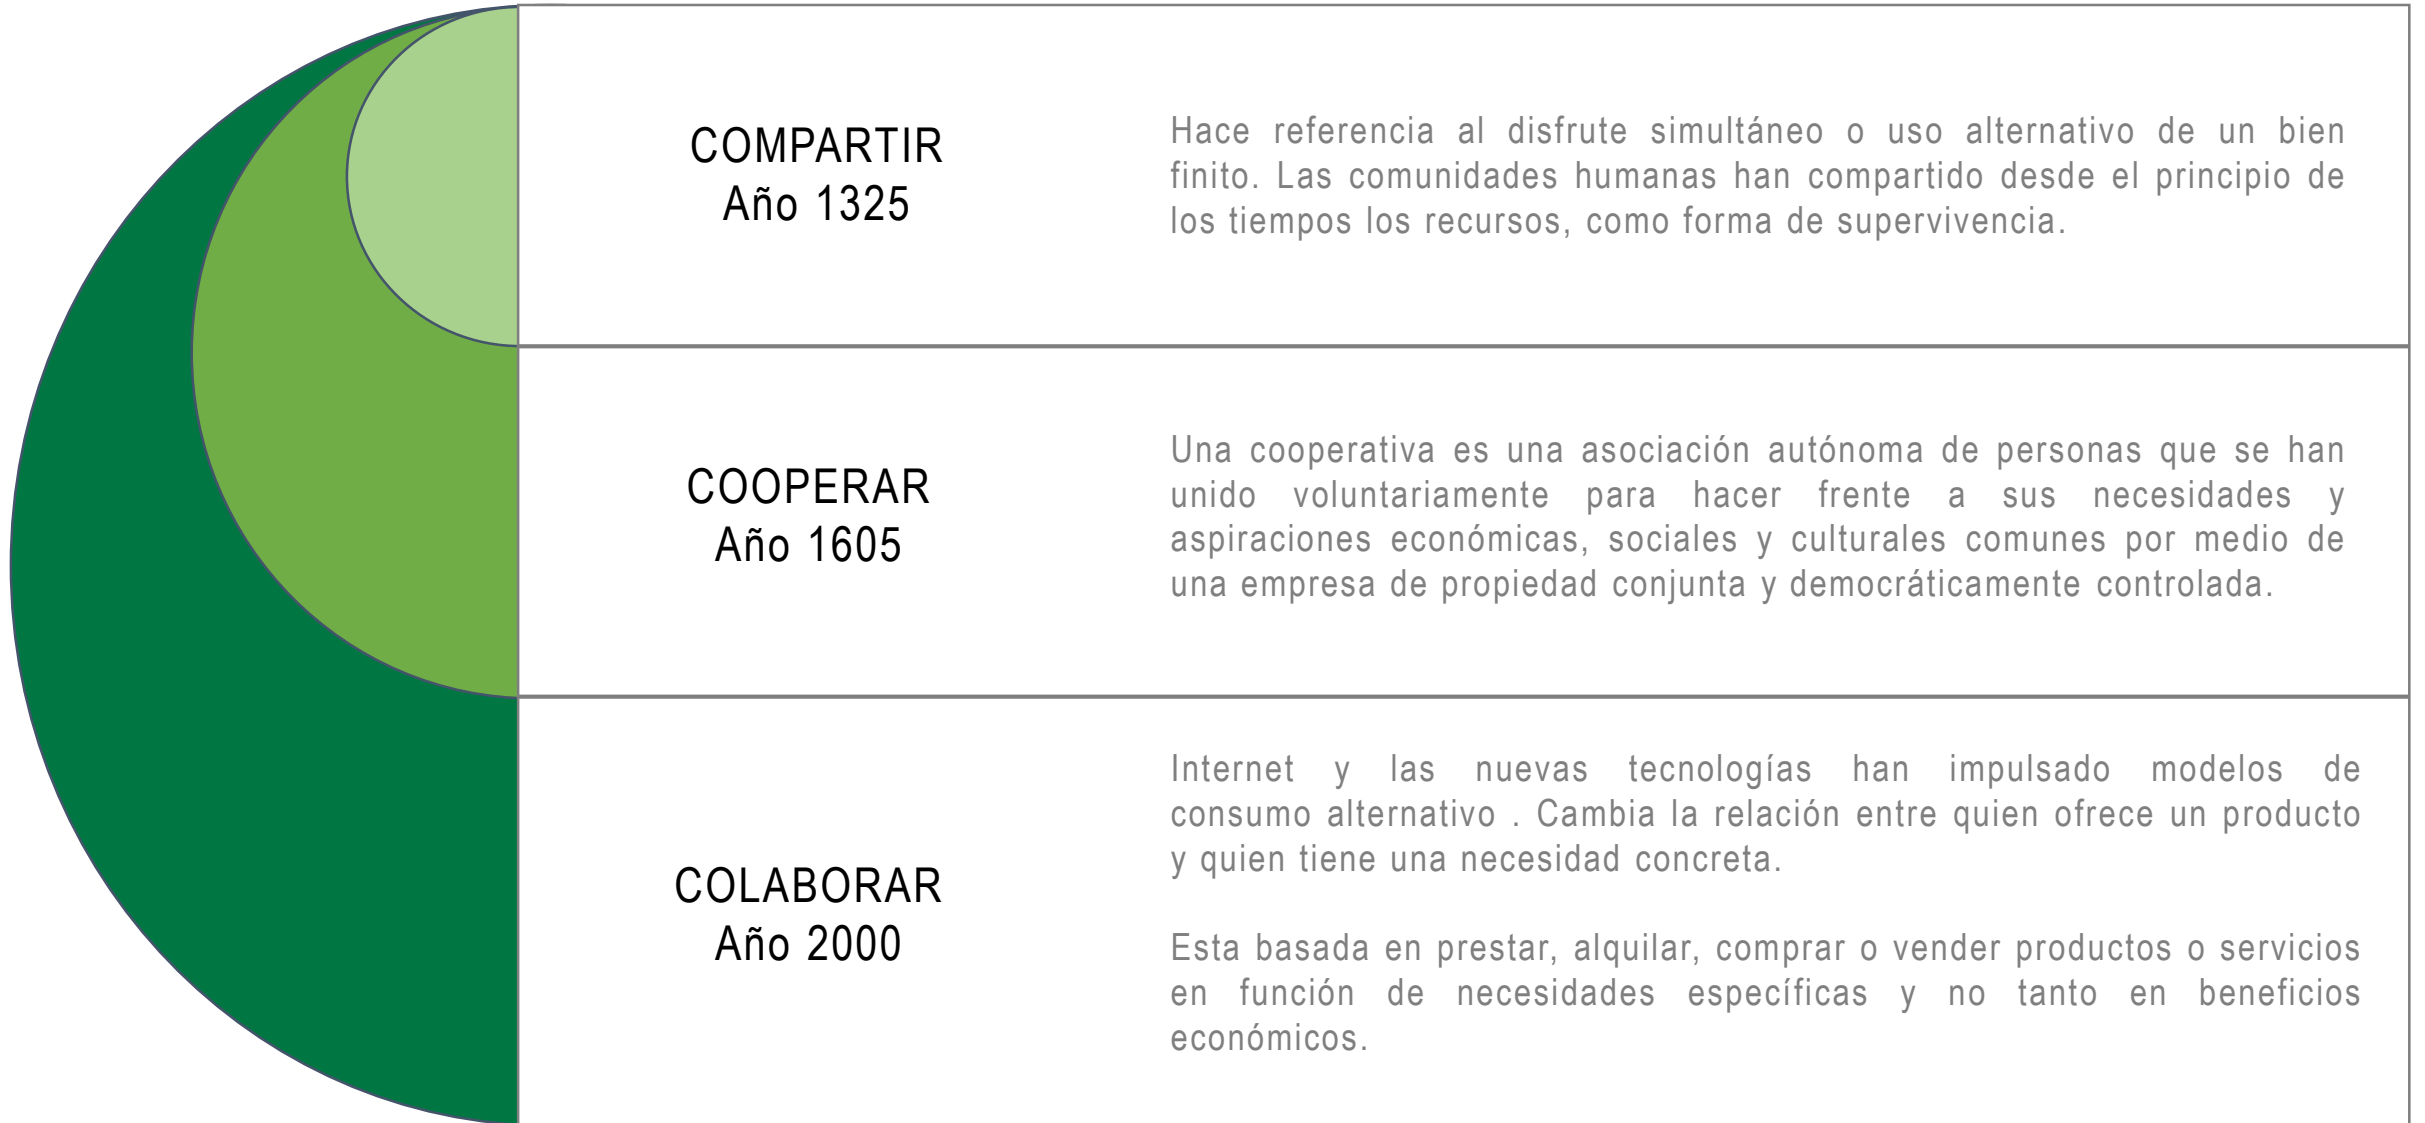 COMPARTIR
Año 1325
Hace referencia al disfrute simultáneo o uso alternativo de un bien
finito. Las comunidades humanas han compartido desde el principio de
los tiempos los recursos, como forma de supervivencia.
COOPERAR
Año 1605
Una cooperativa es una asociación autónoma de personas que se han
unido voluntariamente para hacer frente a sus necesidades y
aspiraciones económicas, sociales y culturales comunes por medio de
una empresa de propiedad conjunta y democráticamente controlada.
COLABORAR
Año 2000
Internet y las nuevas tecnologías han impulsado modelos de
consumo alternativo . Cambia la relación entre quien ofrece un producto
y quien tiene una necesidad concreta.
Esta basada en prestar, alquilar, comprar o vender productos o servicios
en función de necesidades específicas y no tanto en beneficios
económicos.